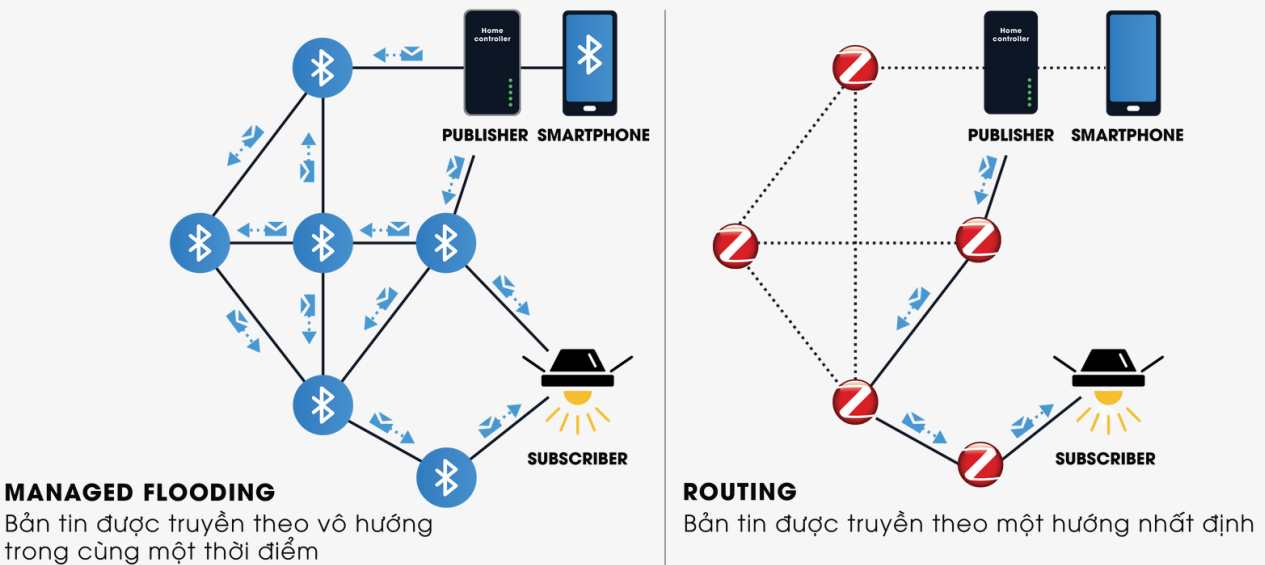 Home
controller
PUBLISHER SMARTPHONE
SUBSCRIBER
MANAGED FLOODING
Bản tin được truyền theo vô hướng
trong cùng một thời điểm
Home
controller
PUBLISHER SMARTPHONE
SUBSCRIBER
ROUTING
Bản tin được truyền theo một hướng nhất định